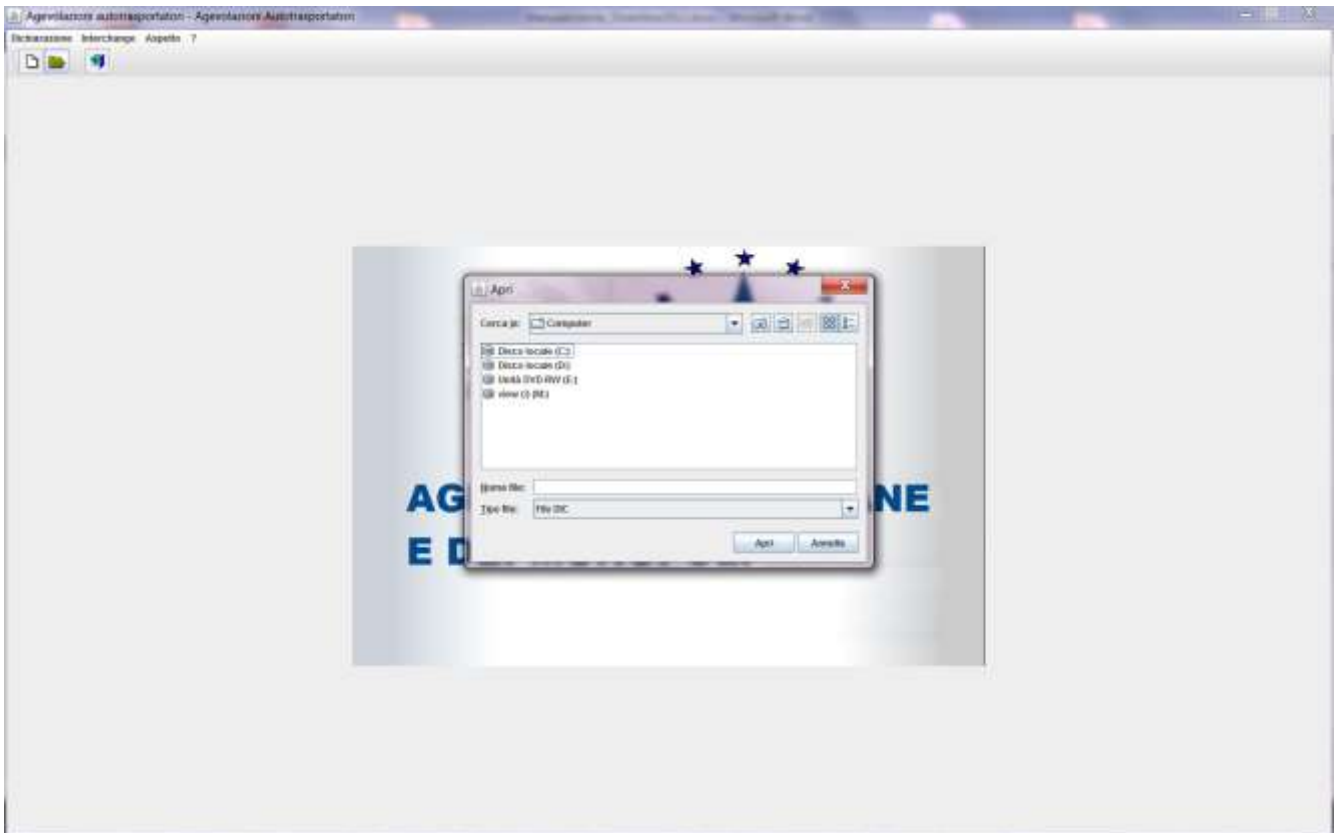 Agevolazioni autotrasportatori - Agevolazioni Autotrasportatori
Dichiarazione Interchange Aspetto ?
Apri
Cerca in: Computer
Disco locale (C:)
Disco locale (D:)
Unità DVD-RW (E:)
view (M:)
Nome file:
Tipo file: File DIC
Apri Annulla
AG NE
E D